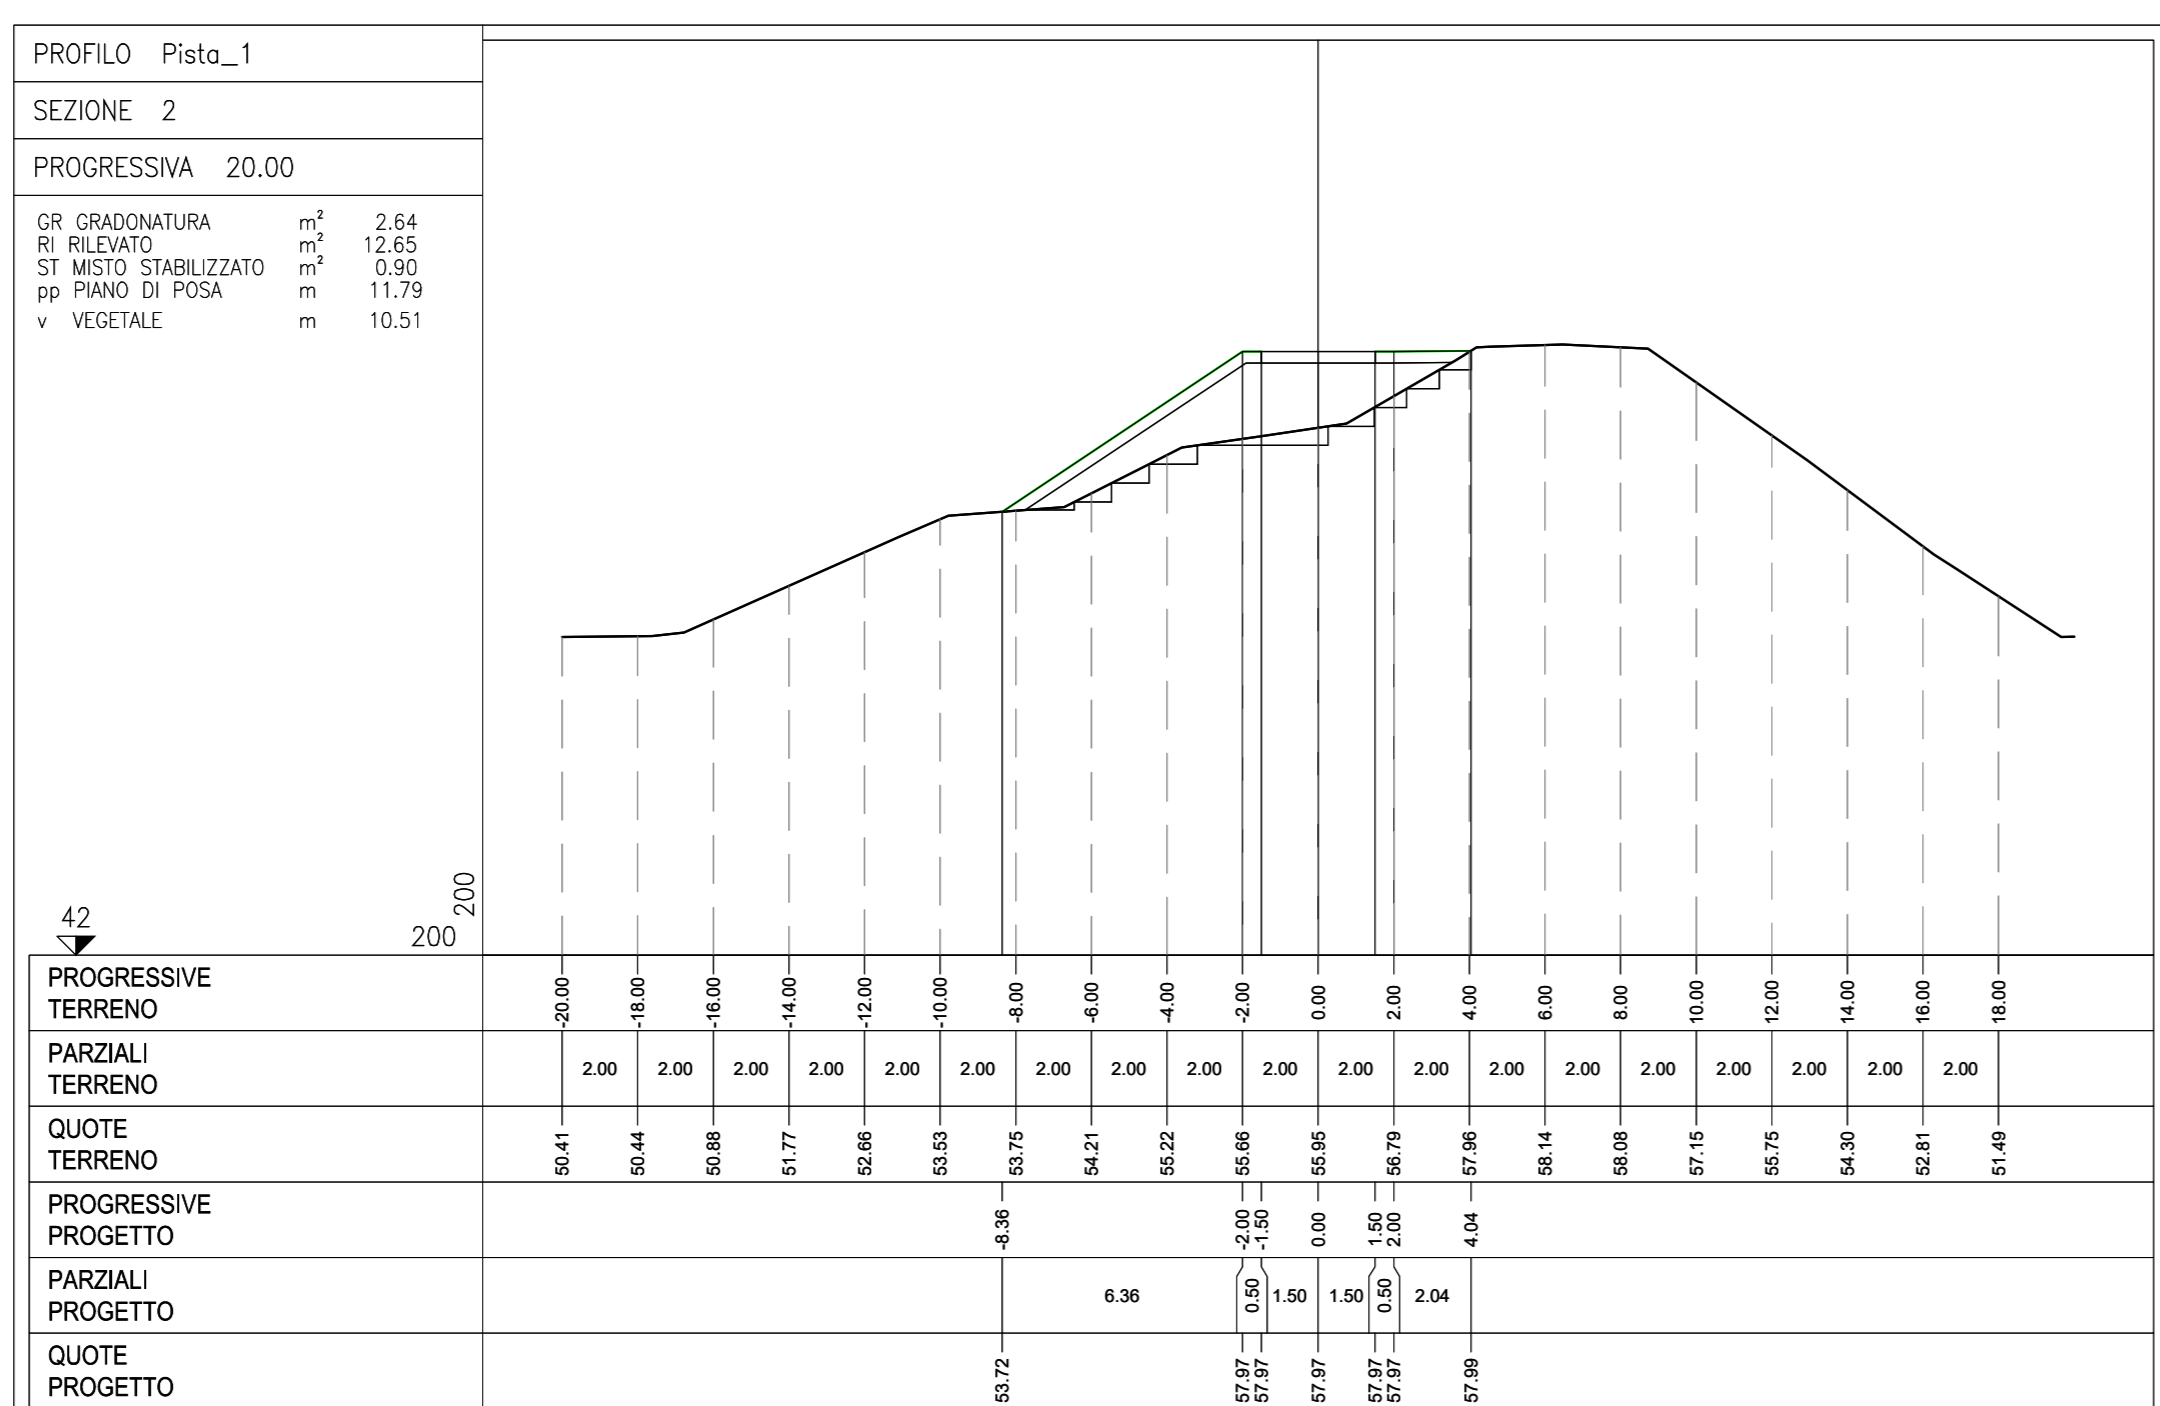 PROFILO Pista_1
SEZIONE 2
PROGRESSIVA 20.00
GR GRADONATURA m² 2.64
RI RILEVATO m² 12.65
ST MISTO STABILIZZATO m² 0.90
pp PIANO DI POSA m 11.79
v VEGETALE m 10.51
200
42
200
PROGRESSIVE
TERRENO
-20.00 -18.00 -16.00 -14.00 -12.00 -10.00 -8.00 -6.00 -4.00 -2.00 0.00 2.00 4.00 6.00 8.00 10.00 12.00 14.00 16.00 18.00
PARZIALI
TERRENO
2.00 2.00 2.00 2.00 2.00 2.00 2.00 2.00 2.00 2.00 2.00 2.00 2.00 2.00 2.00 2.00 2.00 2.00 2.00
QUOTE
TERRENO
50.41 50.44 50.88 51.77 52.66 53.53 53.75 54.21 55.22 55.66 55.95 56.79 57.96 58.14 58.08 57.15 55.75 54.30 52.81 51.49
PROGRESSIVE
PROGETTO
-8.36 -2.00 -1.50 0.00 1.50 2.00 4.04
PARZIALI
PROGETTO
6.36 0.50 1.50 1.50 0.50 2.04
QUOTE
PROGETTO
53.72 57.97 57.97 57.97 57.97 57.97 57.99